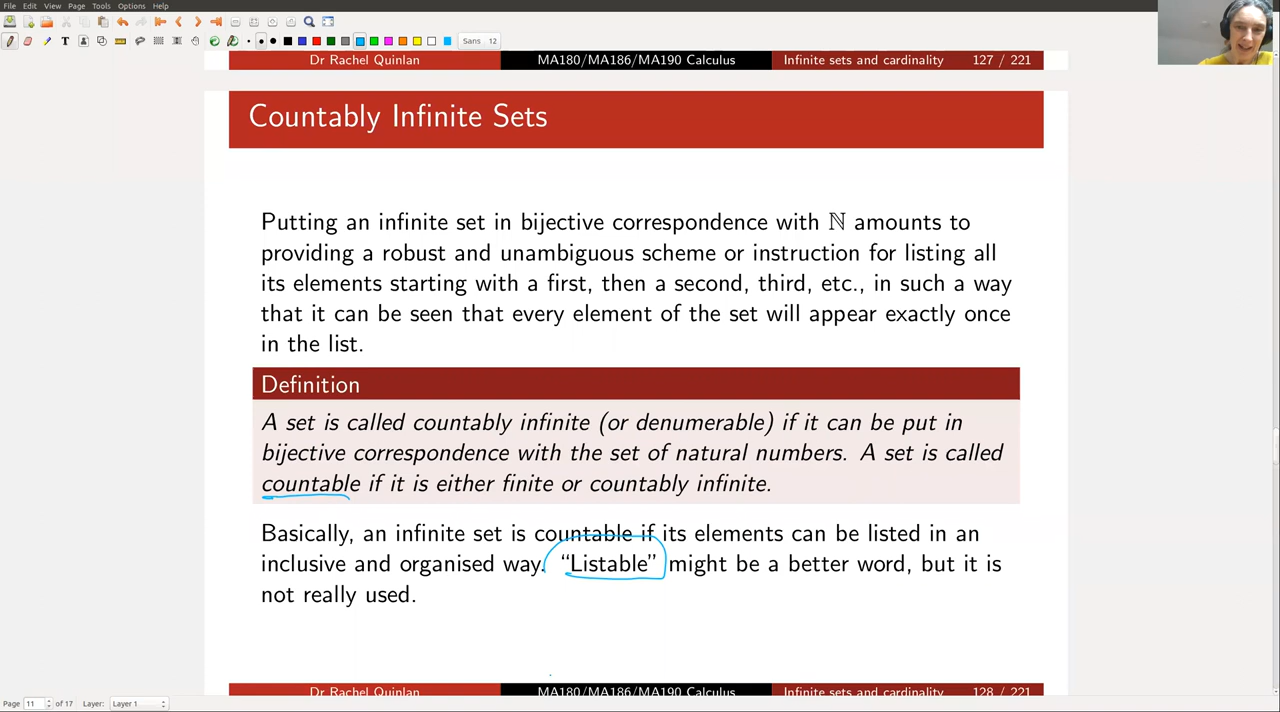 File Edit View Page Tools Options Help
Sans 12
Dr Rachel Quinlan MA180/MA186/MA190 Calculus Infinite sets and cardinality 127 / 221
Countably Infinite Sets
Putting an infinite set in bijective correspondence with ℕ amounts to
providing a robust and unambiguous scheme or instruction for listing all
its elements starting with a first, then a second, third, etc., in such a way
that it can be seen that every element of the set will appear exactly once
in the list.
Definition
A set is called countably infinite (or denumerable) if it can be put in
bijective correspondence with the set of natural numbers. A set is called
countable if it is either finite or countably infinite.
Basically, an infinite set is countable if its elements can be listed in an
inclusive and organised way. “Listable” might be a better word, but it is
not really used.
Dr Rachel Quinlan MA180/MA186/MA190 Calculus Infinite sets and cardinality 128 / 221
Page 11 of 17 Layer: Layer 1